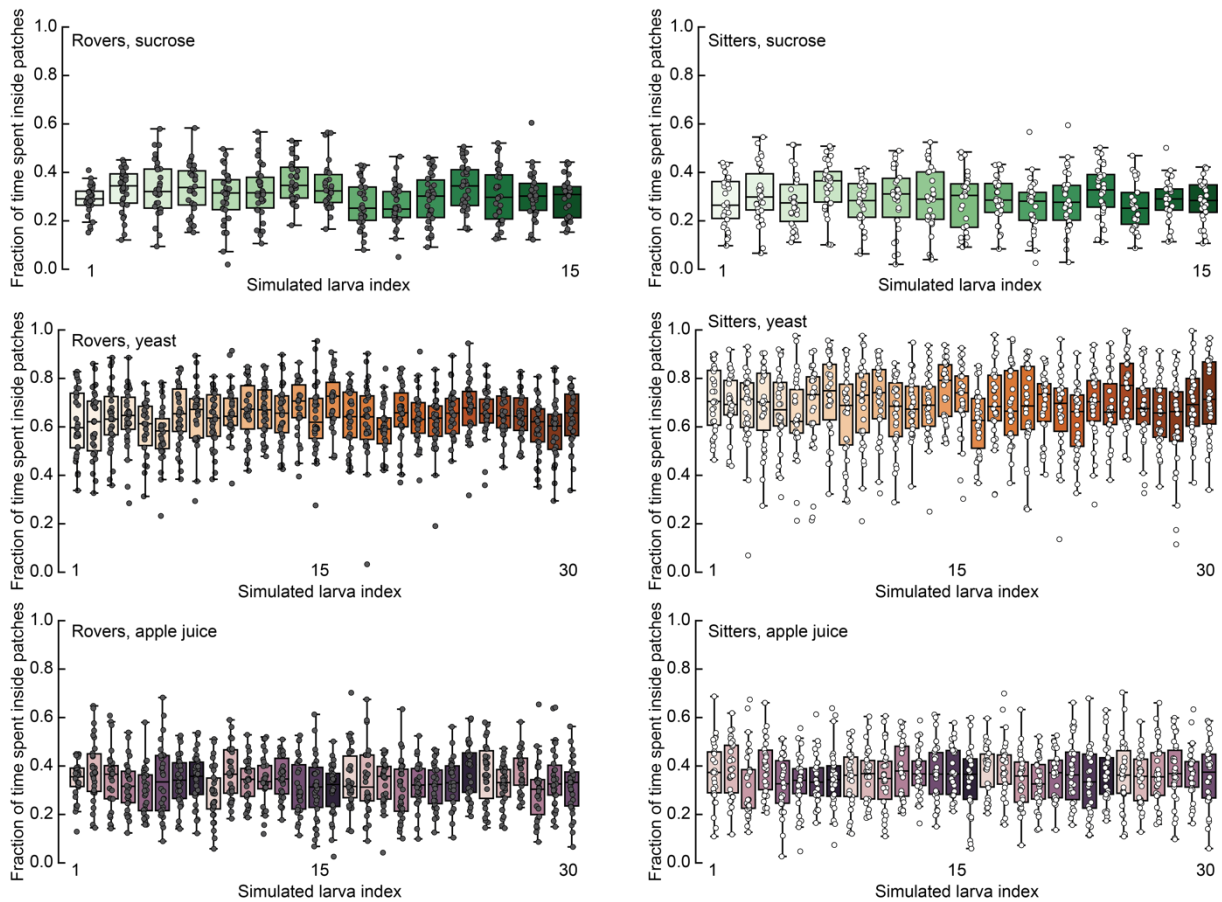 Rovers, sucrose
Fraction of time spent inside patches
1.0
0.8
0.6
0.4
0.2
0.0
1
15
Simulated larva index
Sitters, sucrose
Fraction of time spent inside patches
1.0
0.8
0.6
0.4
0.2
0.0
1
15
Simulated larva index
Rovers, yeast
Fraction of time spent inside patches
1.0
0.8
0.6
0.4
0.2
0.0
1
15
30
Simulated larva index
Sitters, yeast
Fraction of time spent inside patches
1.0
0.8
0.6
0.4
0.2
0.0
1
15
30
Simulated larva index
Rovers, apple juice
Fraction of time spent inside patches
1.0
0.8
0.6
0.4
0.2
0.0
1
15
30
Simulated larva index
Sitters, apple juice
Fraction of time spent inside patches
1.0
0.8
0.6
0.4
0.2
0.0
1
15
30
Simulated larva index